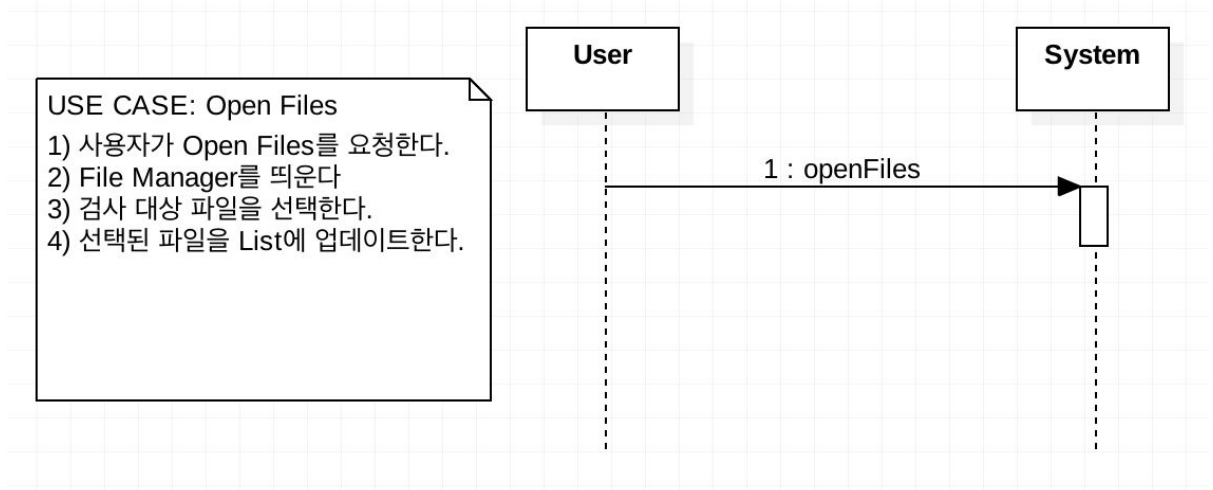 USE CASE: Open Files
1) 사용자가 Open Files를 요청한다.
2) File Manager를 띄운다
3) 검사 대상 파일을 선택한다.
4) 선택된 파일을 List에 업데이트한다.
User
System
1 : openFiles